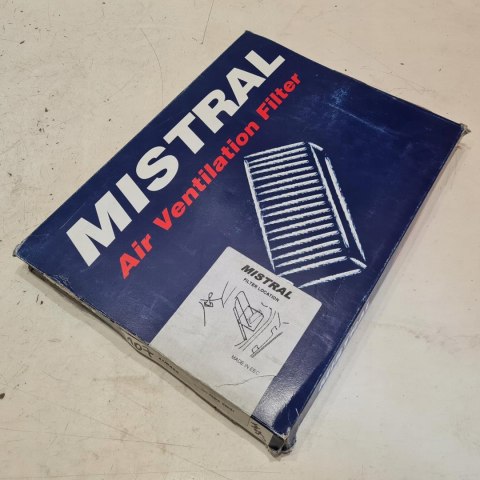 MISTRAL
Air Ventilation Filter
MISTRAL
FILTER LOCATION
MADE IN EEC